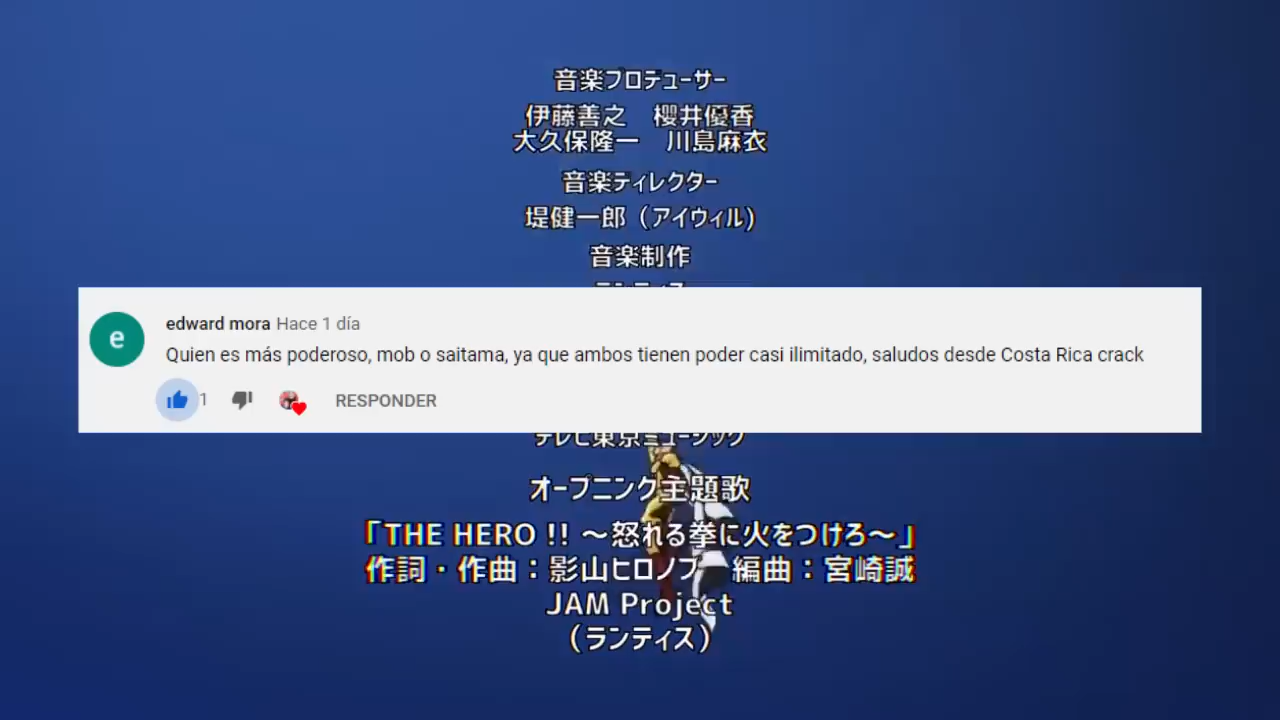 音楽プロデューサー
伊藤善之　櫻井優香
大久保隆一　川島麻衣
音楽ディレクター
堤健一郎（アイウィル）
音楽制作
ランティス
e
edward mora Hace 1 día
Quien es más poderoso, mob o saitama, ya que ambos tienen poder casi ilimitado, saludos desde Costa Rica crack
1 RESPONDER
テレビ東京ミュージック
オープニング主題歌
「THE HERO !! ～怒れる拳に火をつけろ～」
作詞・作曲：影山ヒロノブ　編曲：宮崎誠
JAM Project
（ランティス）